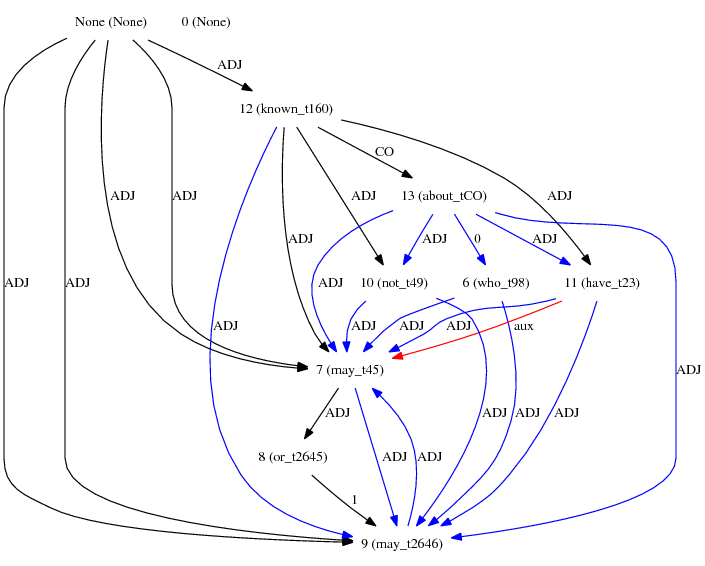 None (None) 0 (None)
ADJ
12 (known_t160)
CO
13 (about_tCO)
ADJ ADJ ADJ
ADJ ADJ 0 ADJ
ADJ ADJ ADJ 10 (not_t49) 6 (who_t98) 11 (have_t23)
ADJ ADJ ADJ ADJ aux
7 (may_t45) ADJ
ADJ ADJ ADJ ADJ
8 (or_t2645) ADJ ADJ
1
9 (may_t2646)